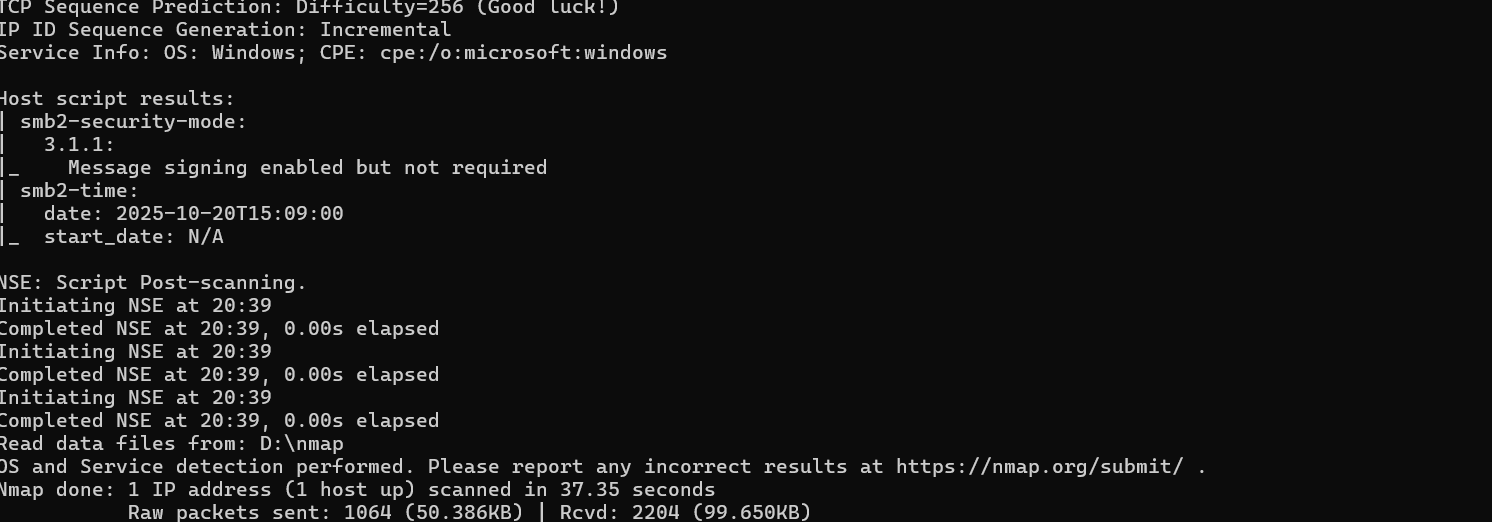 TCP Sequence Prediction: Difficulty=256 (Good luck!)
IP ID Sequence Generation: Incremental
Service Info: OS: Windows; CPE: cpe:/o:microsoft:windows

Host script results:
| smb2-security-mode:
|   3.1.1:
|_    Message signing enabled but not required
| smb2-time:
|   date: 2025-10-20T15:09:00
|_  start_date: N/A

NSE: Script Post-scanning.
Initiating NSE at 20:39
Completed NSE at 20:39, 0.00s elapsed
Initiating NSE at 20:39
Completed NSE at 20:39, 0.00s elapsed
Initiating NSE at 20:39
Completed NSE at 20:39, 0.00s elapsed
Read data files from: D:\nmap
OS and Service detection performed. Please report any incorrect results at https://nmap.org/submit/ .
Nmap done: 1 IP address (1 host up) scanned in 37.35 seconds
           Raw packets sent: 1064 (50.386KB) | Rcvd: 2204 (99.650KB)